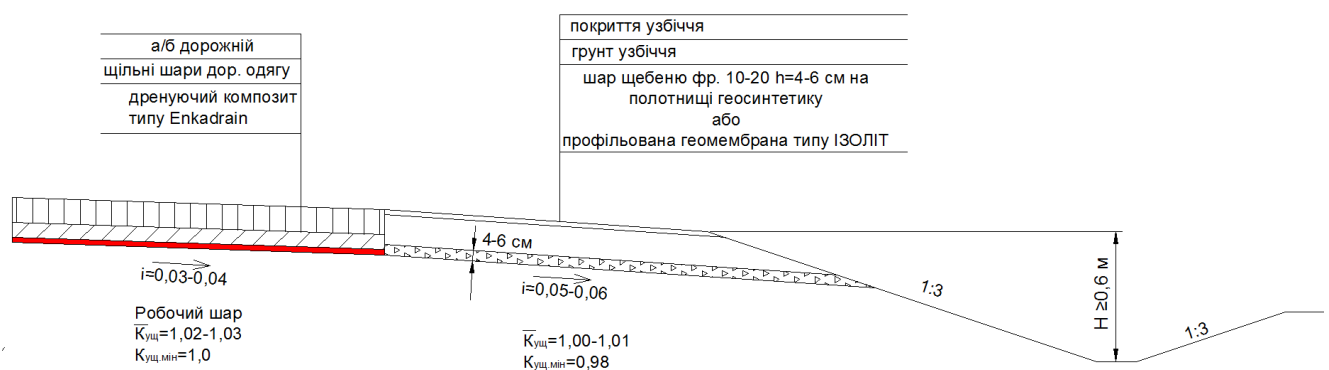 а/б дорожній
щільні шари дор. одягу
дренуючий композит
типу Enkadrain
покриття узбіччя
грунт узбіччя
шар щебеню фр. 10-20 h=4-6 см на
полотнищі геосинтетику
або
профільована геомембрана типу ІЗОЛІТ
4-6 см
i=0,03-0,04
i=0,05-0,06
1:3
H ≥0,6 м
1:3
Робочий шар
K̅ущ=1,02-1,03
Kущ.мін=1,0
K̅ущ=1,00-1,01
Kущ.мін=0,98